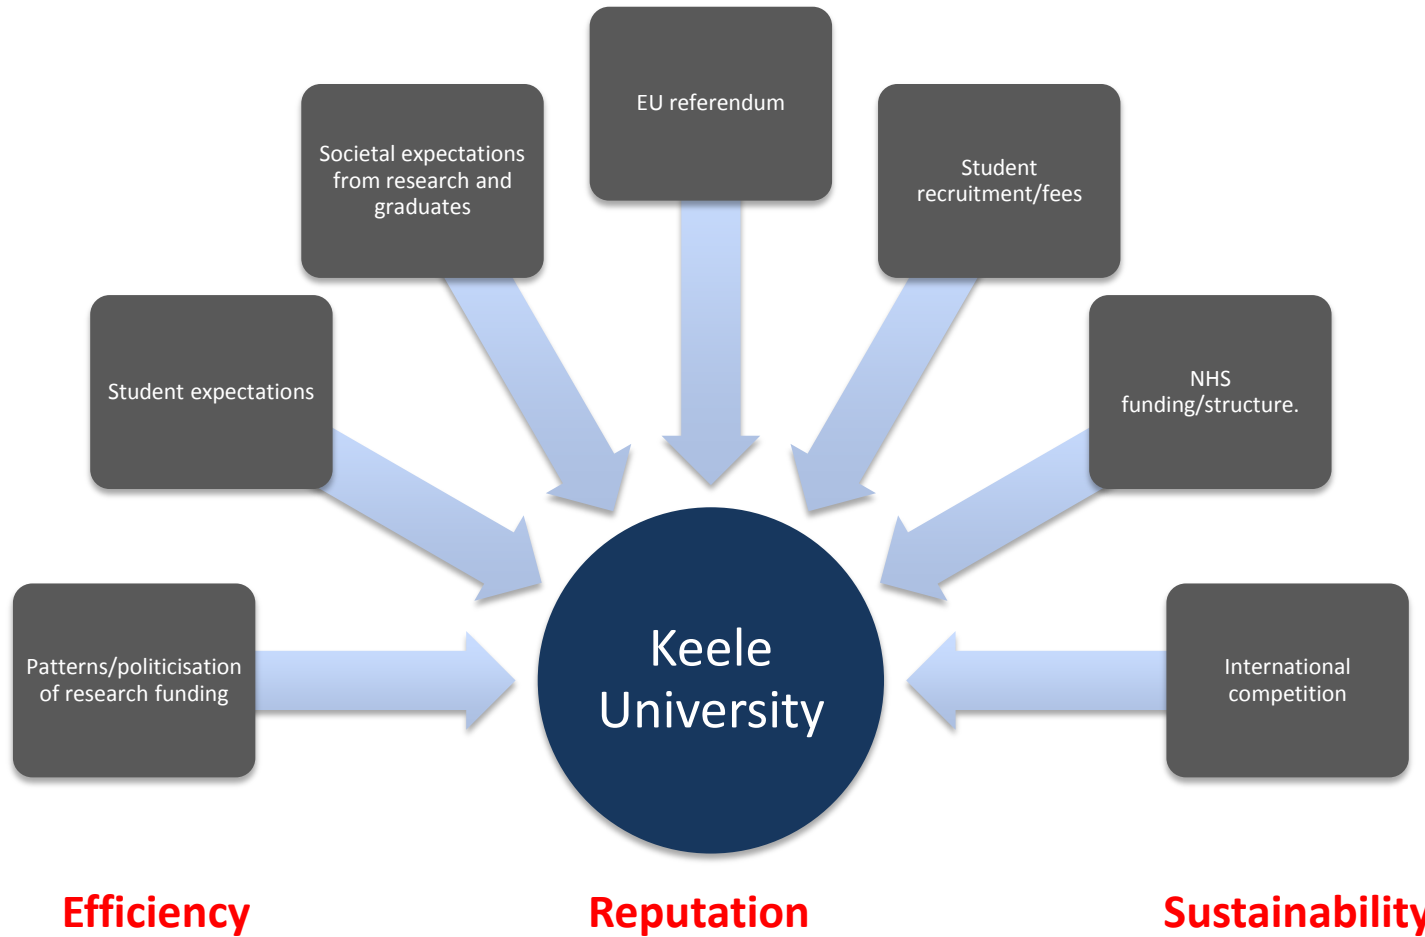 EU referendum
Societal expectations
from research and
graduates
Student
recruitment/fees
Student expectations
NHS
funding/structure.
Patterns/politicisation
of research funding
Keele
University
International
competition
Efficiency
Reputation
Sustainability